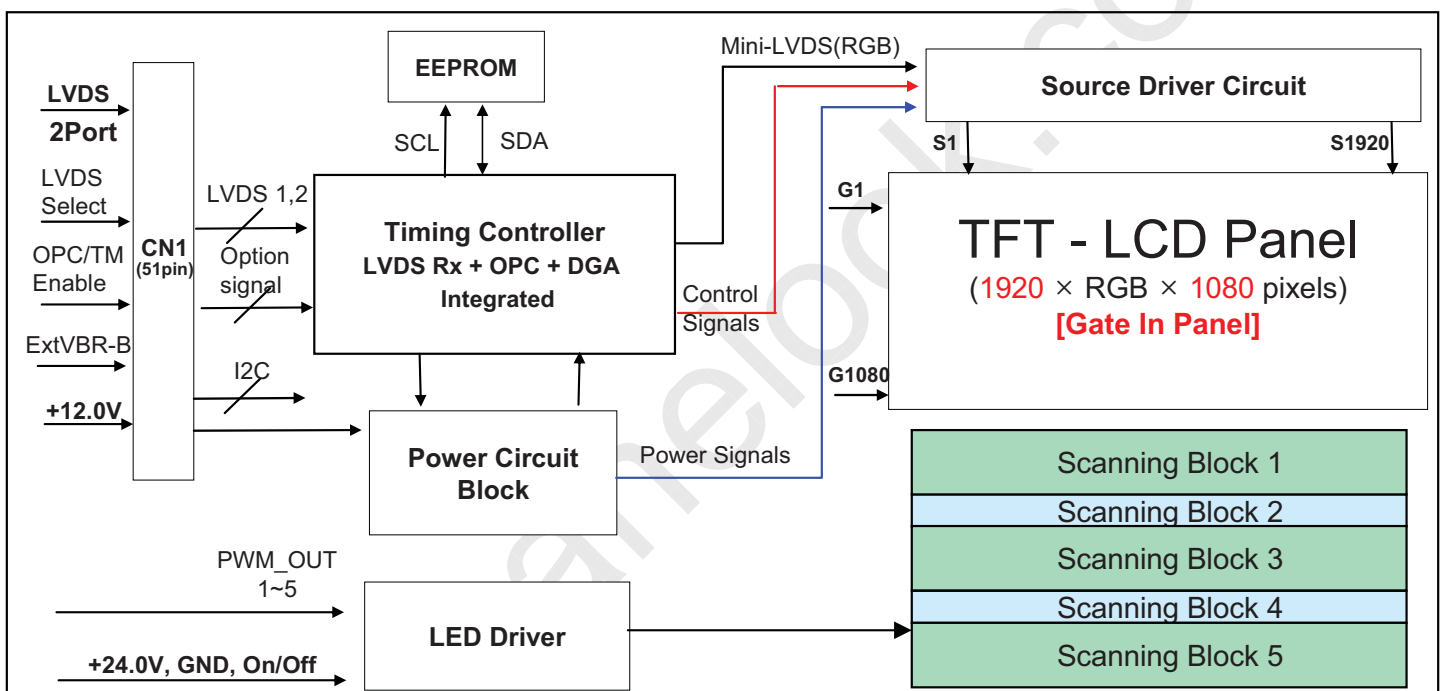 EEPROM
Mini-LVDS(RGB)
Source Driver Circuit
LVDS
2Port
SCL
SDA
S1
S1920
LVDS
Select
LVDS 1,2
G1
Timing Controller
LVDS Rx + OPC + DGA
Integrated
TFT - LCD Panel
(1920 × RGB × 1080 pixels)
[Gate In Panel]
CN1
(51pin)
OPC/TM
Enable
Option
signal
Control
Signals
ExtVBR-B
I2C
G1080
+12.0V
Power Circuit
Block
Power Signals
Scanning Block 1
Scanning Block 2
Scanning Block 3
Scanning Block 4
Scanning Block 5
PWM_OUT
1~5
LED Driver
+24.0V, GND, On/Off